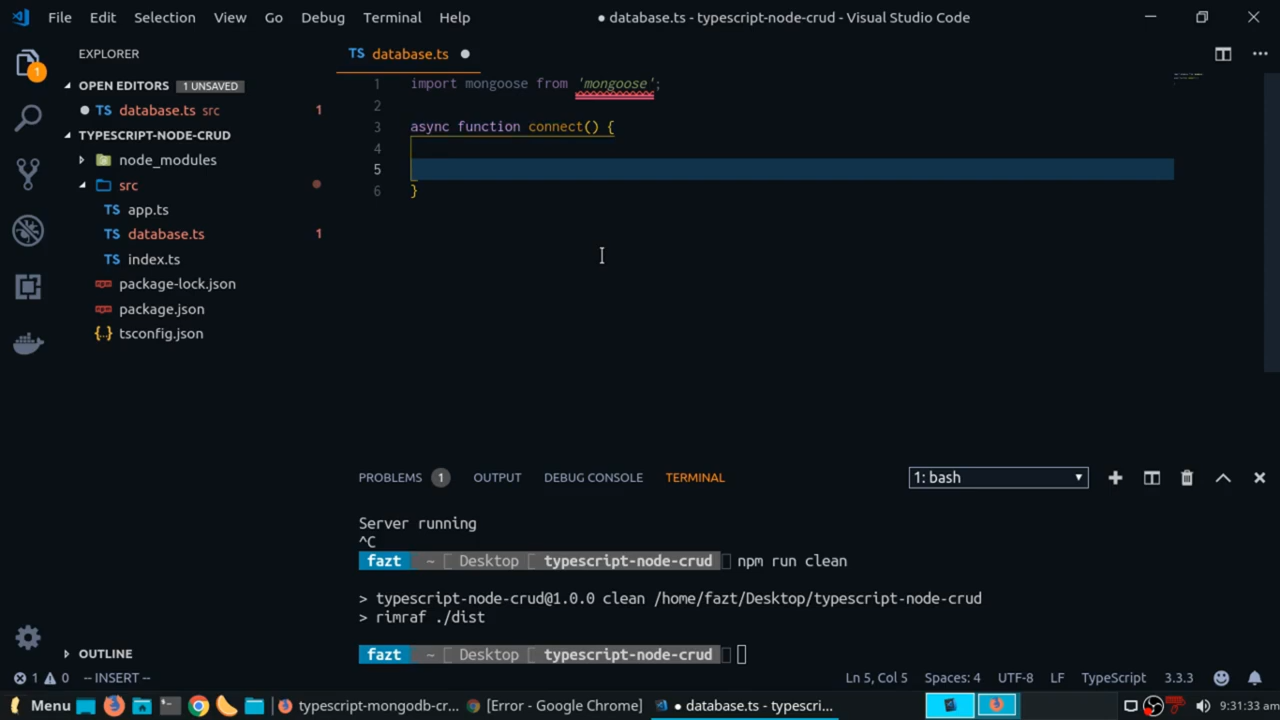 File Edit Selection View Go Debug Terminal Help ● database.ts - typescript-node-crud - Visual Studio Code
EXPLORER
TS database.ts
1
OPEN EDITORS 1 UNSAVED
TS database.ts src 1
TYPESCRIPT-NODE-CRUD
node_modules
src
TS app.ts
TS database.ts 1
TS index.ts
package-lock.json
package.json
{..} tsconfig.json
OUTLINE
1 import mongoose from 'mongoose';
2
3 async function connect() {
4
5
6 }
PROBLEMS 1 OUTPUT DEBUG CONSOLE TERMINAL 1: bash
Server running
^C
fazt ~ [ Desktop [ typescript-node-crud npm run clean
> typescript-node-crud@1.0.0 clean /home/fazt/Desktop/typescript-node-crud
> rimraf ./dist
fazt ~ [ Desktop [ typescript-node-crud
1 0 -- INSERT -- Ln 5, Col 5 Spaces: 4 UTF-8 LF TypeScript 3.3.3
Menu typescript-mongodb-cr... [Error - Google Chrome] ● database.ts - typescri... 9:31:33 am